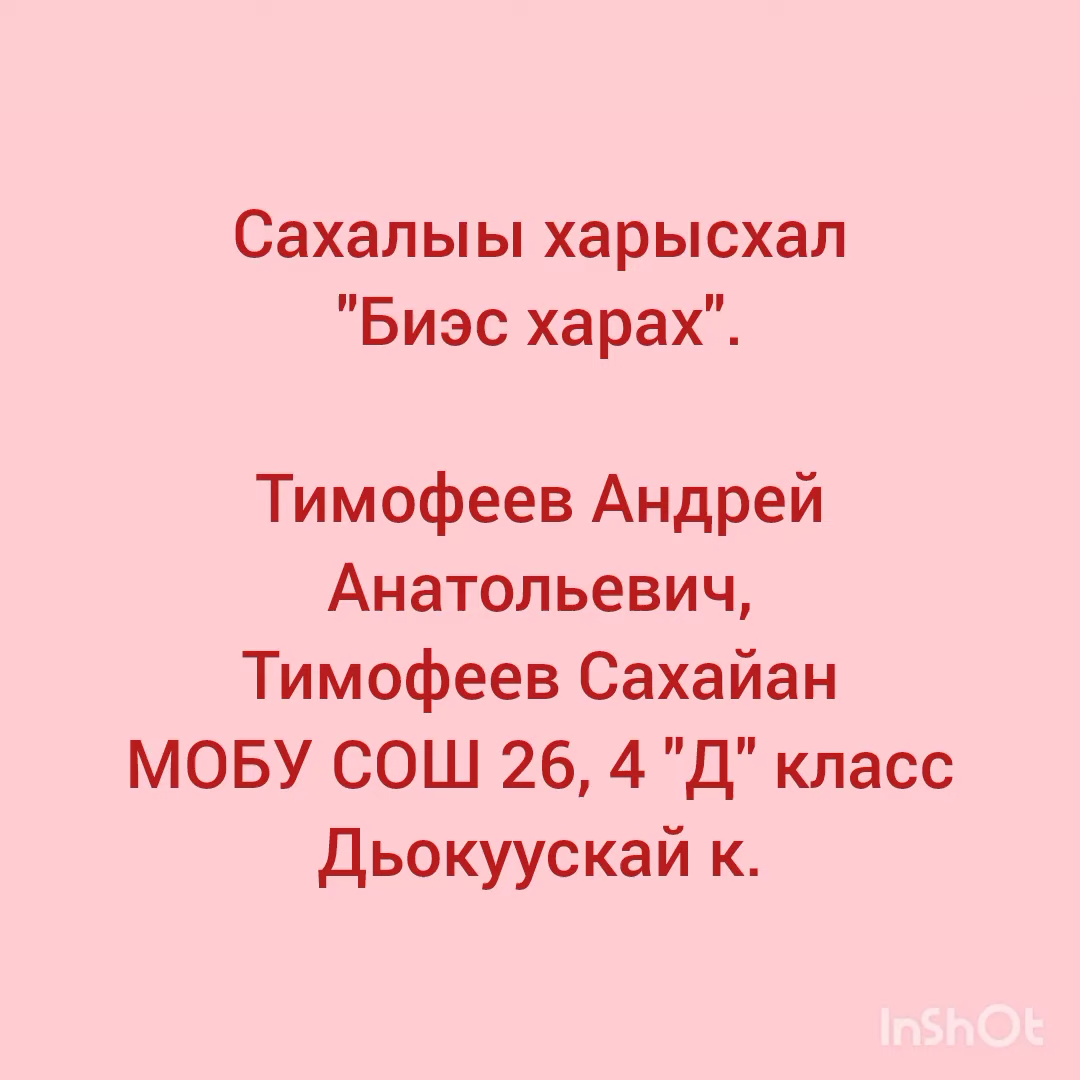 Сахалыы харысхал
"Биэс харах".
Тимофеев Андрей
Анатольевич,
Тимофеев Сахайан
МОБУ СОШ 26, 4 "Д" класс
Дьокуускай к.
InShOt